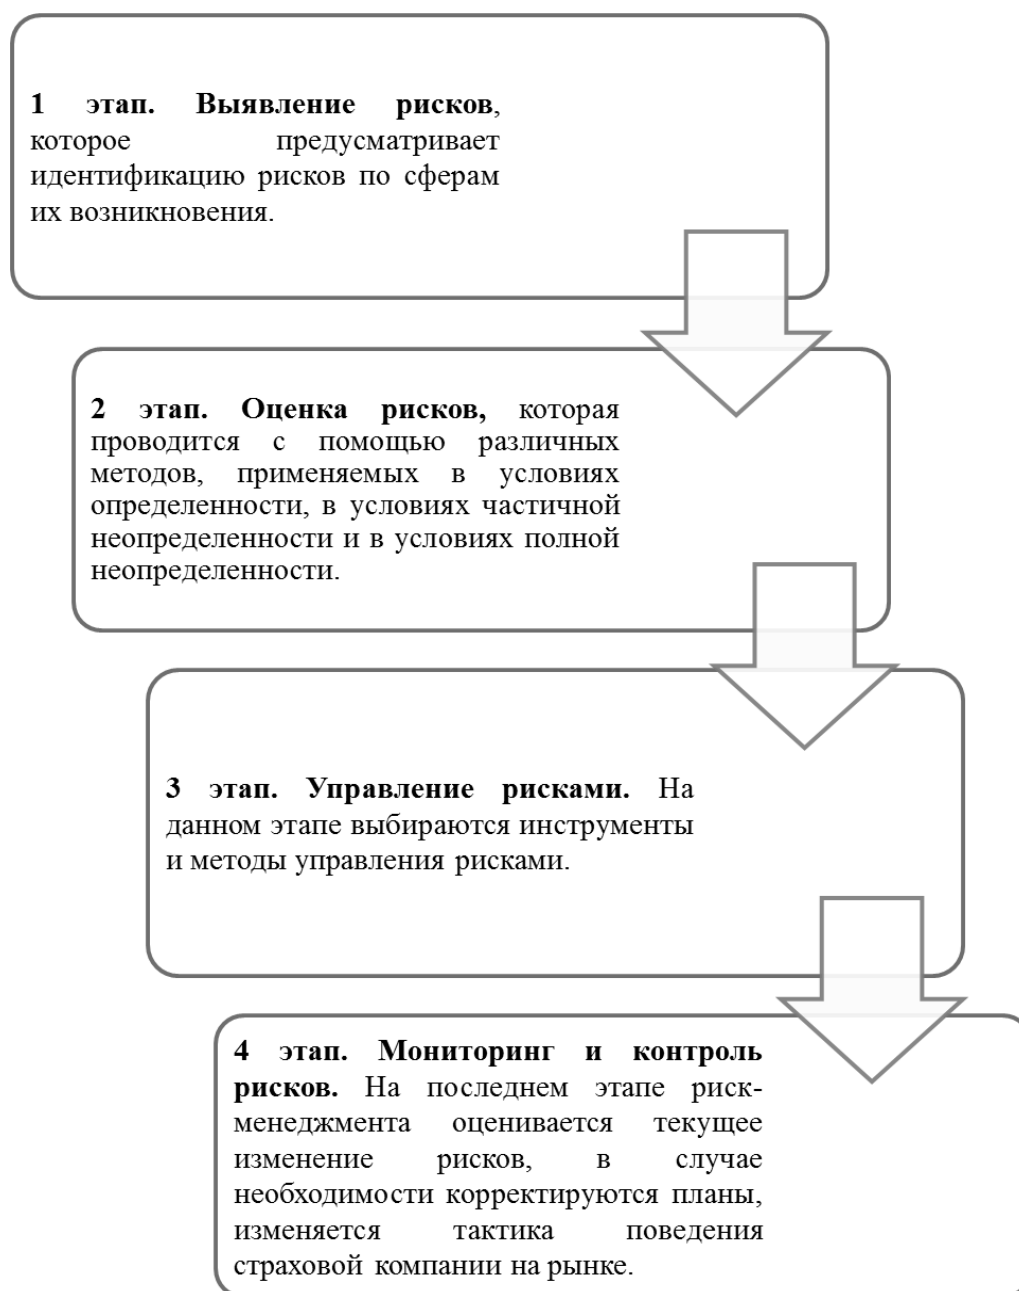 1 этап. Выявление рисков,
которое предусматривает
идентификацию рисков по сферам
их возникновения.
2 этап. Оценка рисков, которая
проводится с помощью различных
методов, применяемых в условиях
определенности, в условиях частичной
неопределенности и в условиях полной
неопределенности.
3 этап. Управление рисками. На
данном этапе выбираются инструменты
и методы управления рисками.
4 этап. Мониторинг и контроль
рисков. На последнем этапе риск-
менеджмента оценивается текущее
изменение рисков, в случае
необходимости корректируются планы,
изменяется тактика поведения
страховой компании на рынке.